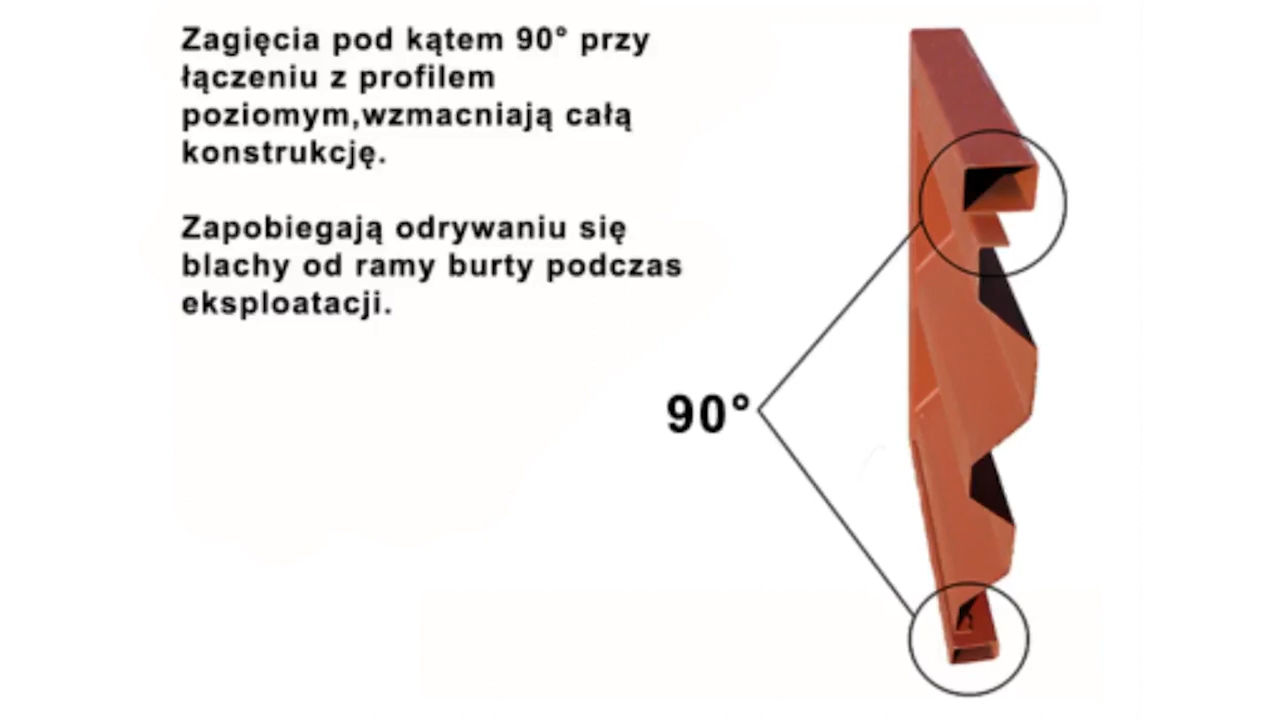 Zagięcia pod kątem 90° przy
łączeniu z profilem
poziomym,wzmacniają całą
konstrukcję.
Zapobiegają odrywaniu się
blachy od ramy burty podczas
eksploatacji.
90°